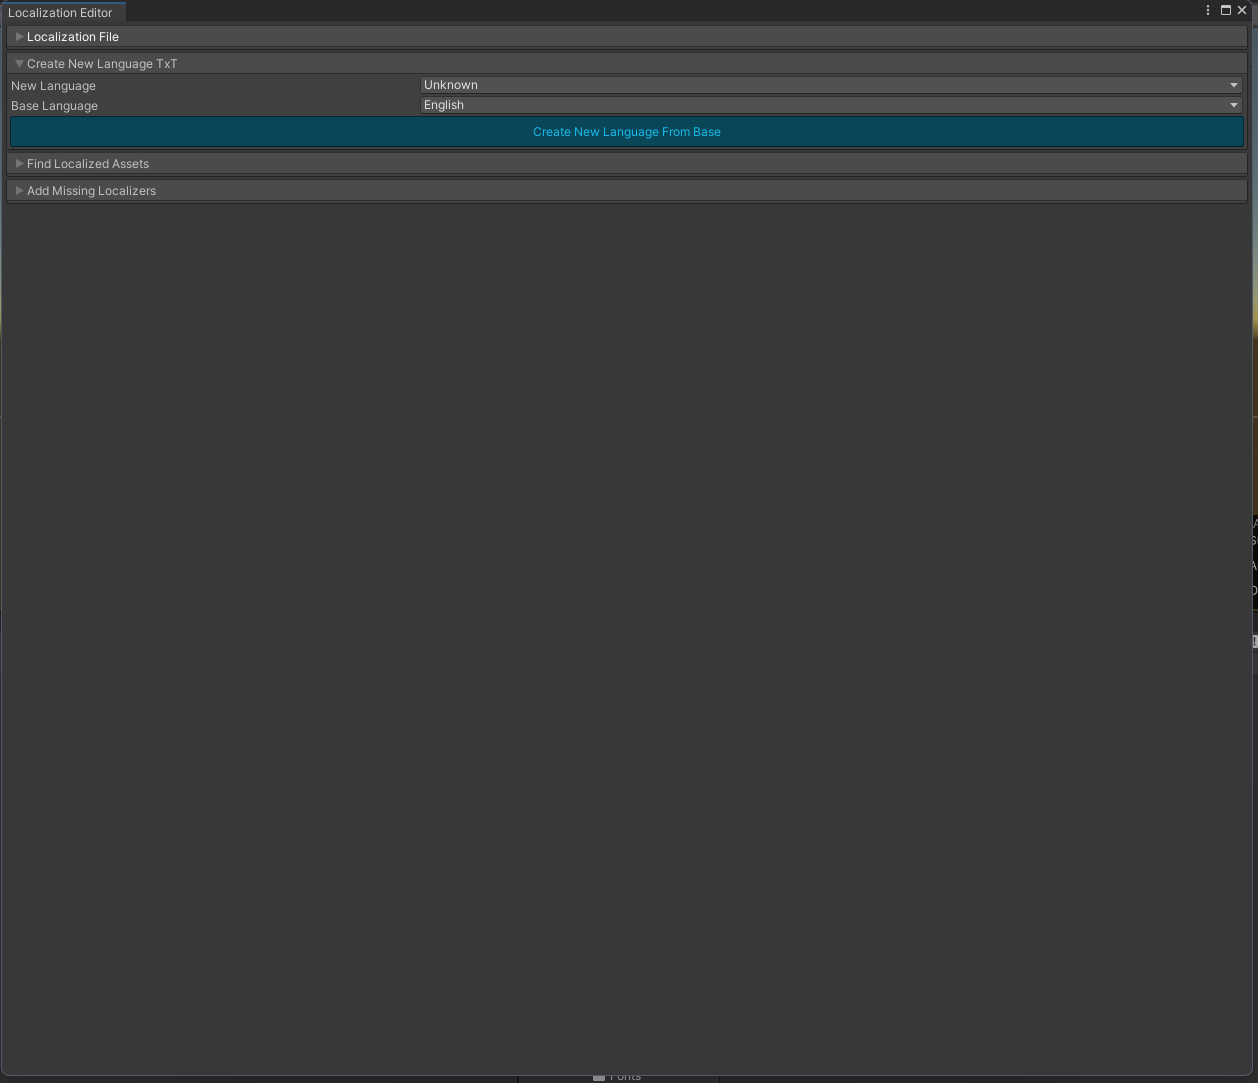 Localization Editor
Localization File
Create New Language TxT
New Language
Unknown
Base Language
English
Create New Language From Base
Find Localized Assets
Add Missing Localizers
Fonts